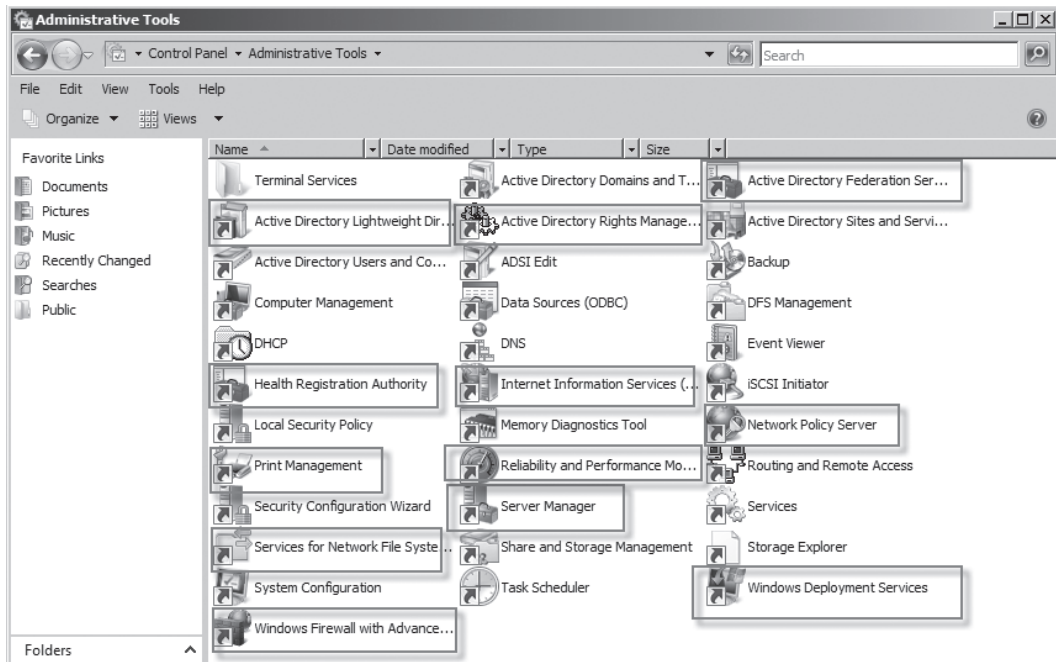 Administrative Tools
Control Panel Administrative Tools
Search
File Edit View Tools Help
Organize Views
Favorite Links
Documents
Pictures
Music
Recently Changed
Searches
Public
Folders
Name Date modified Type Size
Terminal Services Active Directory Domains and T... Active Directory Federation Ser...
Active Directory Lightweight Dir... Active Directory Rights Manage... Active Directory Sites and Servi...
Active Directory Users and Co... ADSI Edit Backup
Computer Management Data Sources (ODBC) DFS Management
DHCP DNS Event Viewer
Health Registration Authority Internet Information Services (... iSCSI Initiator
Local Security Policy Memory Diagnostics Tool Network Policy Server
Print Management Reliability and Performance Mo... Routing and Remote Access
Security Configuration Wizard Server Manager Services
Services for Network File Syste... Share and Storage Management Storage Explorer
System Configuration Task Scheduler Windows Deployment Services
Windows Firewall with Advance...